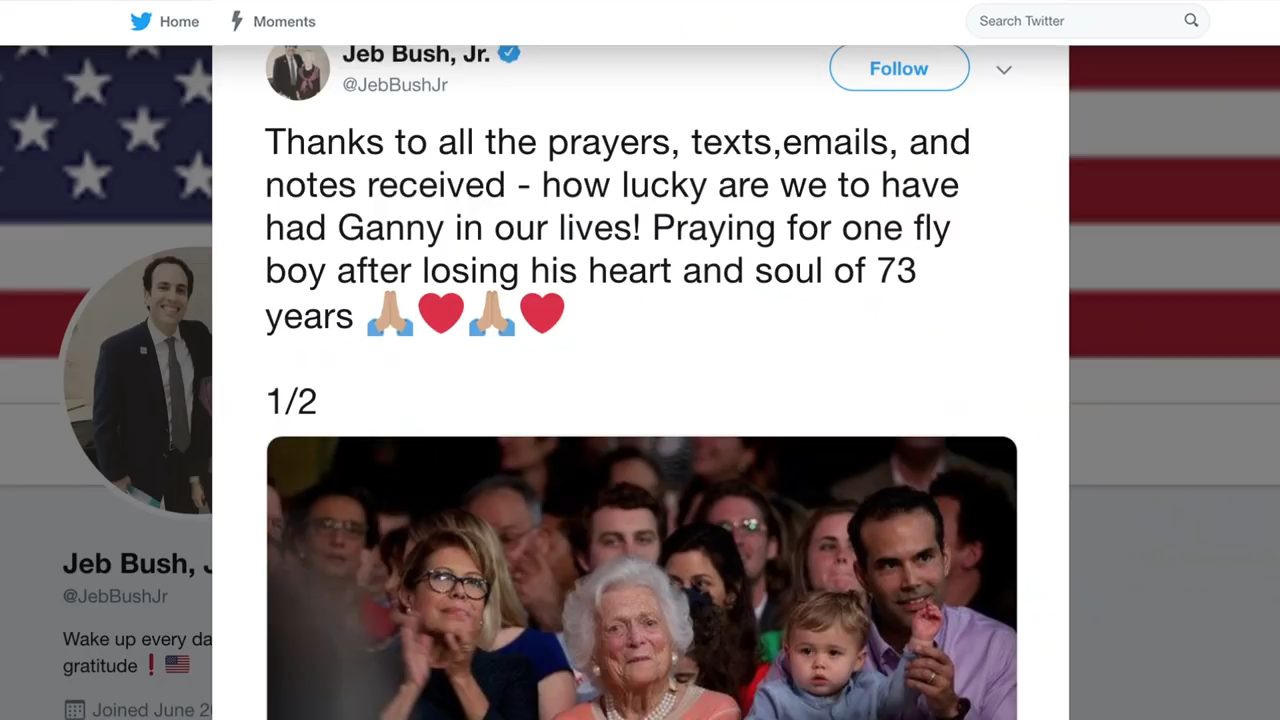 Home
Moments
Search Twitter
Jeb Bush, Jr.
@JebBushJr
Follow
Thanks to all the prayers, texts,emails, and
notes received - how lucky are we to have
had Ganny in our lives! Praying for one fly
boy after losing his heart and soul of 73
years 🙏🏼❤️🙏🏼❤️
1/2
Jeb Bush, J
@JebBushJr
Wake up every da
gratitude❗🇺🇸
Joined June 2